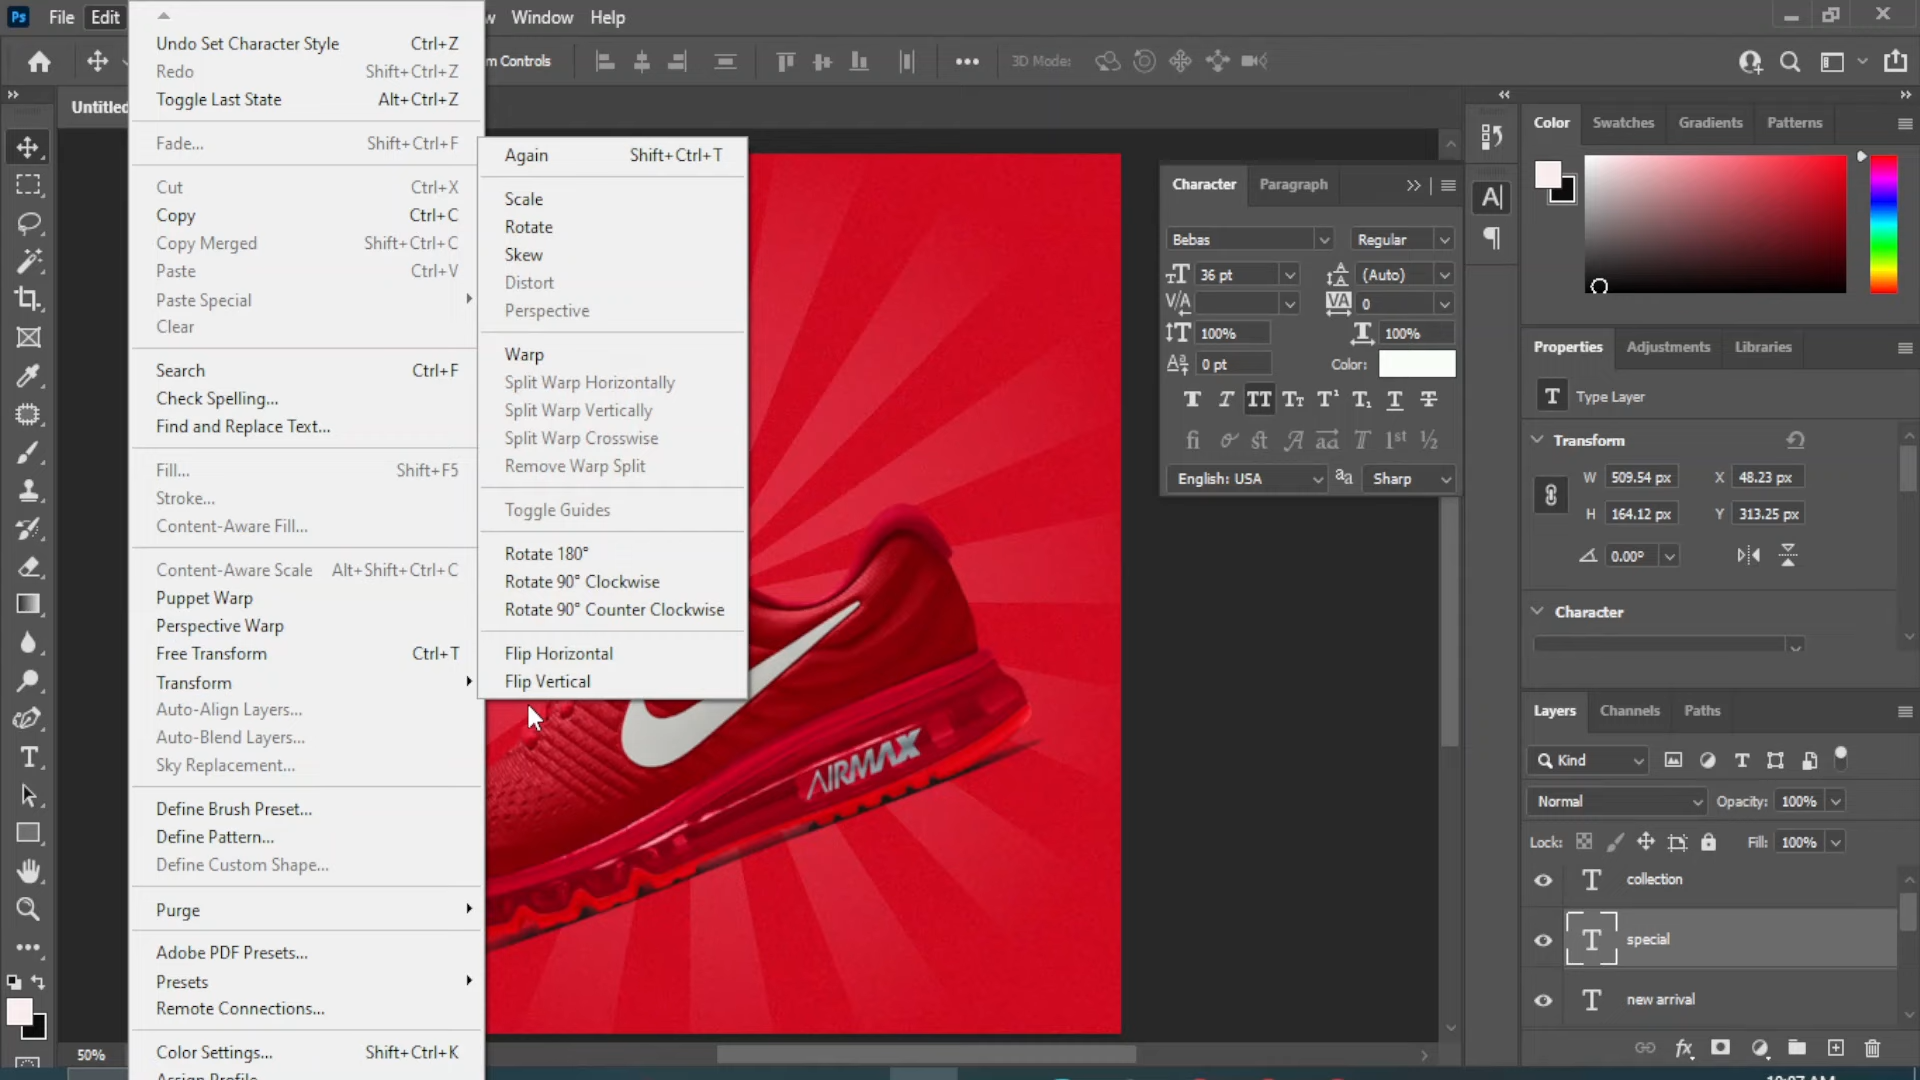 Ps File Edit Window Help
m Controls 3D Mode:
Untitled
Undo Set Character Style Ctrl+Z
Redo Shift+Ctrl+Z
Toggle Last State Alt+Ctrl+Z
Fade... Shift+Ctrl+F
Cut Ctrl+X
Copy Ctrl+C
Copy Merged Shift+Ctrl+C
Paste Ctrl+V
Paste Special
Clear
Search Ctrl+F
Check Spelling...
Find and Replace Text...
Fill... Shift+F5
Stroke...
Content-Aware Fill...
Content-Aware Scale Alt+Shift+Ctrl+C
Puppet Warp
Perspective Warp
Free Transform Ctrl+T
Transform
Auto-Align Layers...
Auto-Blend Layers...
Sky Replacement...
Define Brush Preset...
Define Pattern...
Define Custom Shape...
Purge
Adobe PDF Presets...
Presets
Remote Connections...
Color Settings... Shift+Ctrl+K
Assign Profile
Again Shift+Ctrl+T
Scale
Rotate
Skew
Distort
Perspective
Warp
Split Warp Horizontally
Split Warp Vertically
Split Warp Crosswise
Remove Warp Split
Toggle Guides
Rotate 180°
Rotate 90° Clockwise
Rotate 90° Counter Clockwise
Flip Horizontal
Flip Vertical
AIRMAX
50%
Character Paragraph
Bebas Regular
36 pt (Auto)
0
100% 100%
0 pt Color:
English: USA Sharp
Color Swatches Gradients Patterns
Properties Adjustments Libraries
Type Layer
Transform
W 509.54 px X 48.23 px
H 164.12 px Y 313.25 px
0.00°
Character
Layers Channels Paths
Kind
Normal Opacity: 100%
Lock: Fill: 100%
collection
special
new arrival
10:07 AM